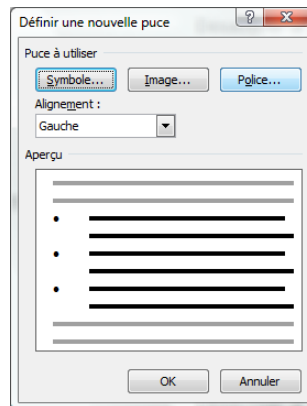 Définir une nouvelle puce
Puce à utiliser
Symbole... Image... Police...
Alignement :
Gauche
Aperçu
OK Annuler